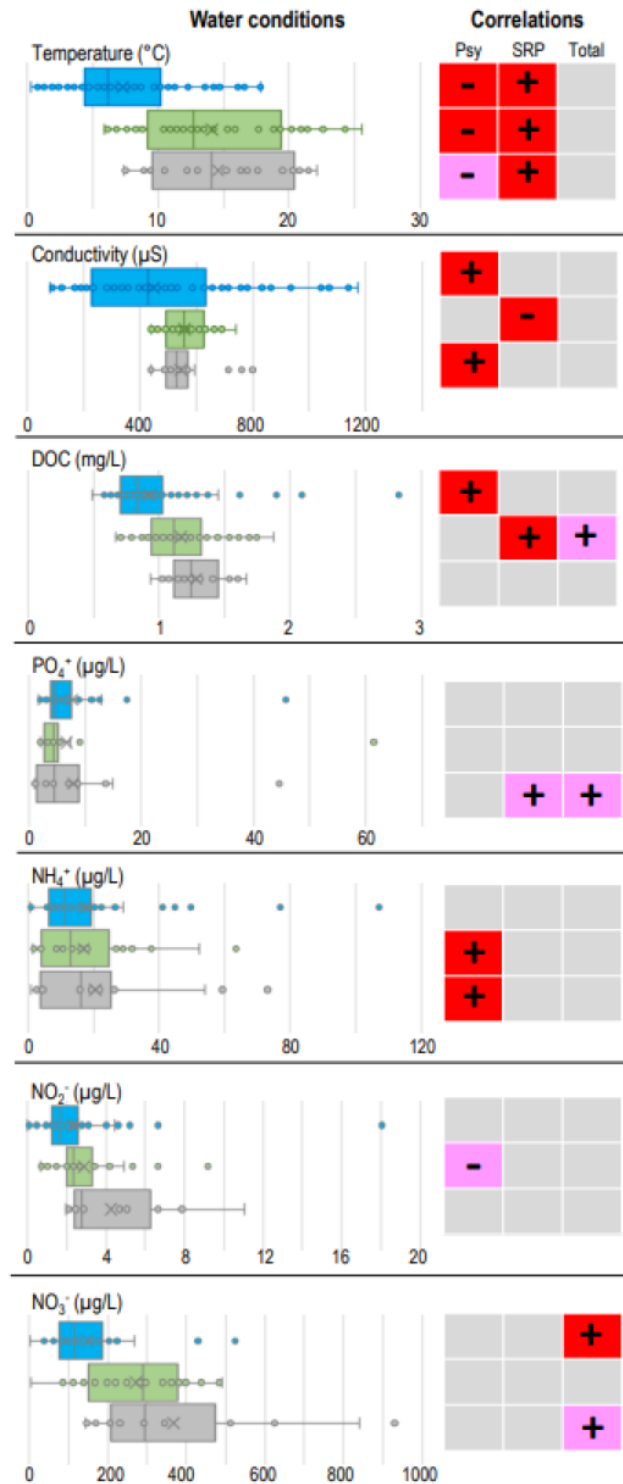 Water conditions Correlations
Temperature (°C) Psy SRP Total
- +
- +
- +
0 10 20 30
Conductivity (µS)
+
-
+
0 400 800 1200
DOC (mg/L)
+
+ +
0 1 2 3
PO₄⁺ (µg/L)
+ +
0 20 40 60
NH₄⁺ (µg/L)
+
+
0 40 80 120
NO₂⁻ (µg/L)
-
0 4 8 12 16 20
NO₃⁻ (µg/L)
+
+
0 200 400 600 800 1000